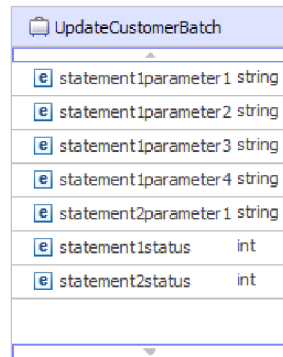 UpdateCustomerBatch
e statement1parameter1 string
e statement1parameter2 string
e statement1parameter3 string
e statement1parameter4 string
e statement2parameter1 string
e statement1status int
e statement2status int